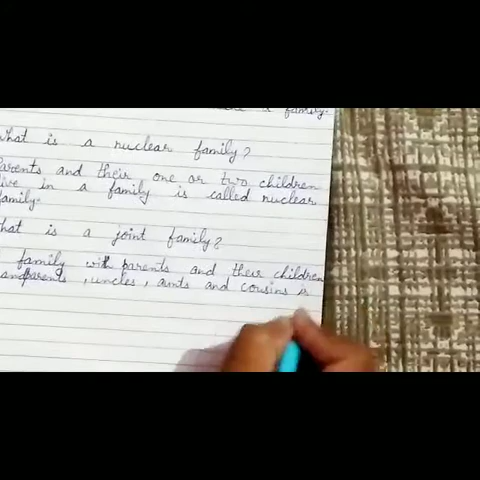 a family.
What is a nuclear family?
Parents and their one or two children
live in a family is called nuclear
family.
What is a joint family?
family with parents and their children
andparents , uncles, aunts and cousins is